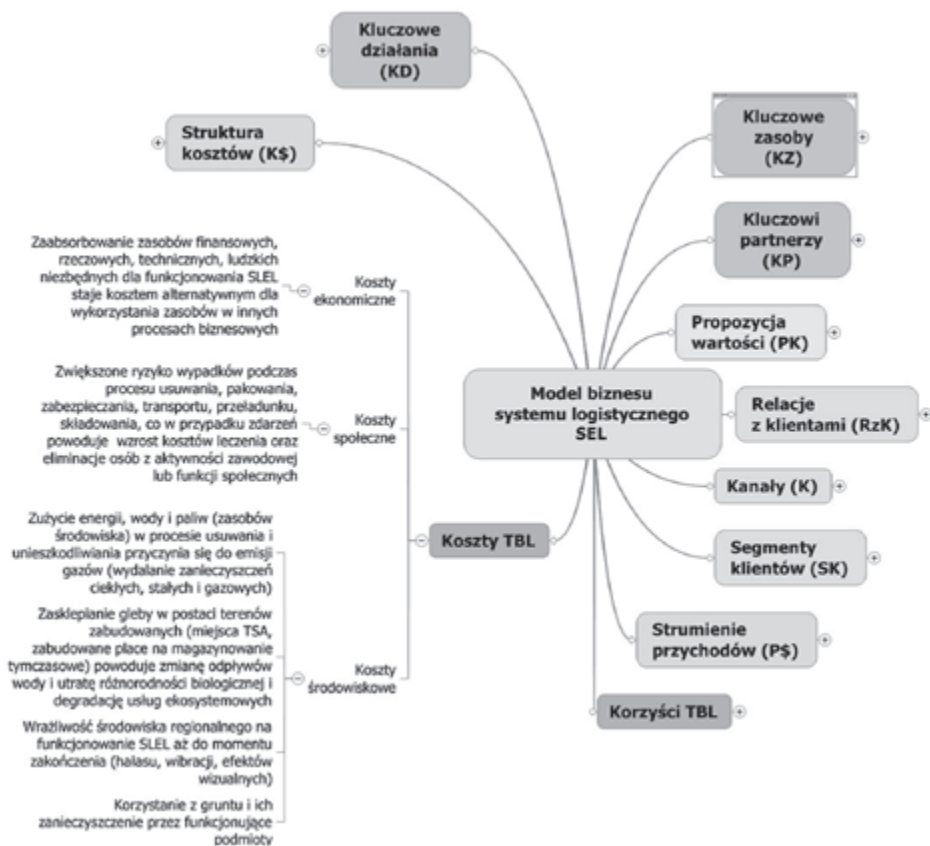 Kluczowe
działania
(KD)
Struktura
kosztów (K$)
Kluczowe
zasoby
(KZ)
Kluczowi
partnerzy
(KP)
Propozycja
wartości (PK)
Model biznesu
systemu logistycznego
SEL
Relacje
z klientami (RzK)
Kanały (K)
Segmenty
klientów (SK)
Strumienie
przychodów (P$)
Korzyści TBL
Koszty TBL
Koszty
ekonomiczne
Zaabsorbowanie zasobów finansowych,
rzeczowych, technicznych, ludzkich
niezbędnych dla funkcjonowania SLEL
staje kosztem alternatywnym dla
wykorzystania zasobów w innych
procesach biznesowych
Koszty
społeczne
Zwiększone ryzyko wypadków podczas
procesu usuwania, pakowania,
zabezpieczania, transportu, przeładunku,
składowania, co w przypadku zdarzeń
powoduje wzrost kosztów leczenia oraz
eliminacje osób z aktywności zawodowej
lub funkcji społecznych
Koszty
środowiskowe
Zużycie energii, wody i paliw (zasobów
środowiska) w procesie usuwania i
unieszkodliwiania przyczynia się do emisji
gazów (wydalanie zanieczyszczeń
ciekłych, stałych i gazowych)
Zasklepianie gleby w postaci terenów
zabudowanych (miejsca TSA,
zabudowane place na magazynowanie
tymczasowe) powoduje zmianę odpływów
wody i utratę różnorodności biologicznej i
degradację usług ekosystemowych
Wrażliwość środowiska regionalnego na
funkcjonowanie SLEL aż do momentu
zakończenia (hałasu, wibracji, efektów
wizualnych)
Korzystanie z gruntu i ich
zanieczyszczenie przez funkcjonujące
podmioty